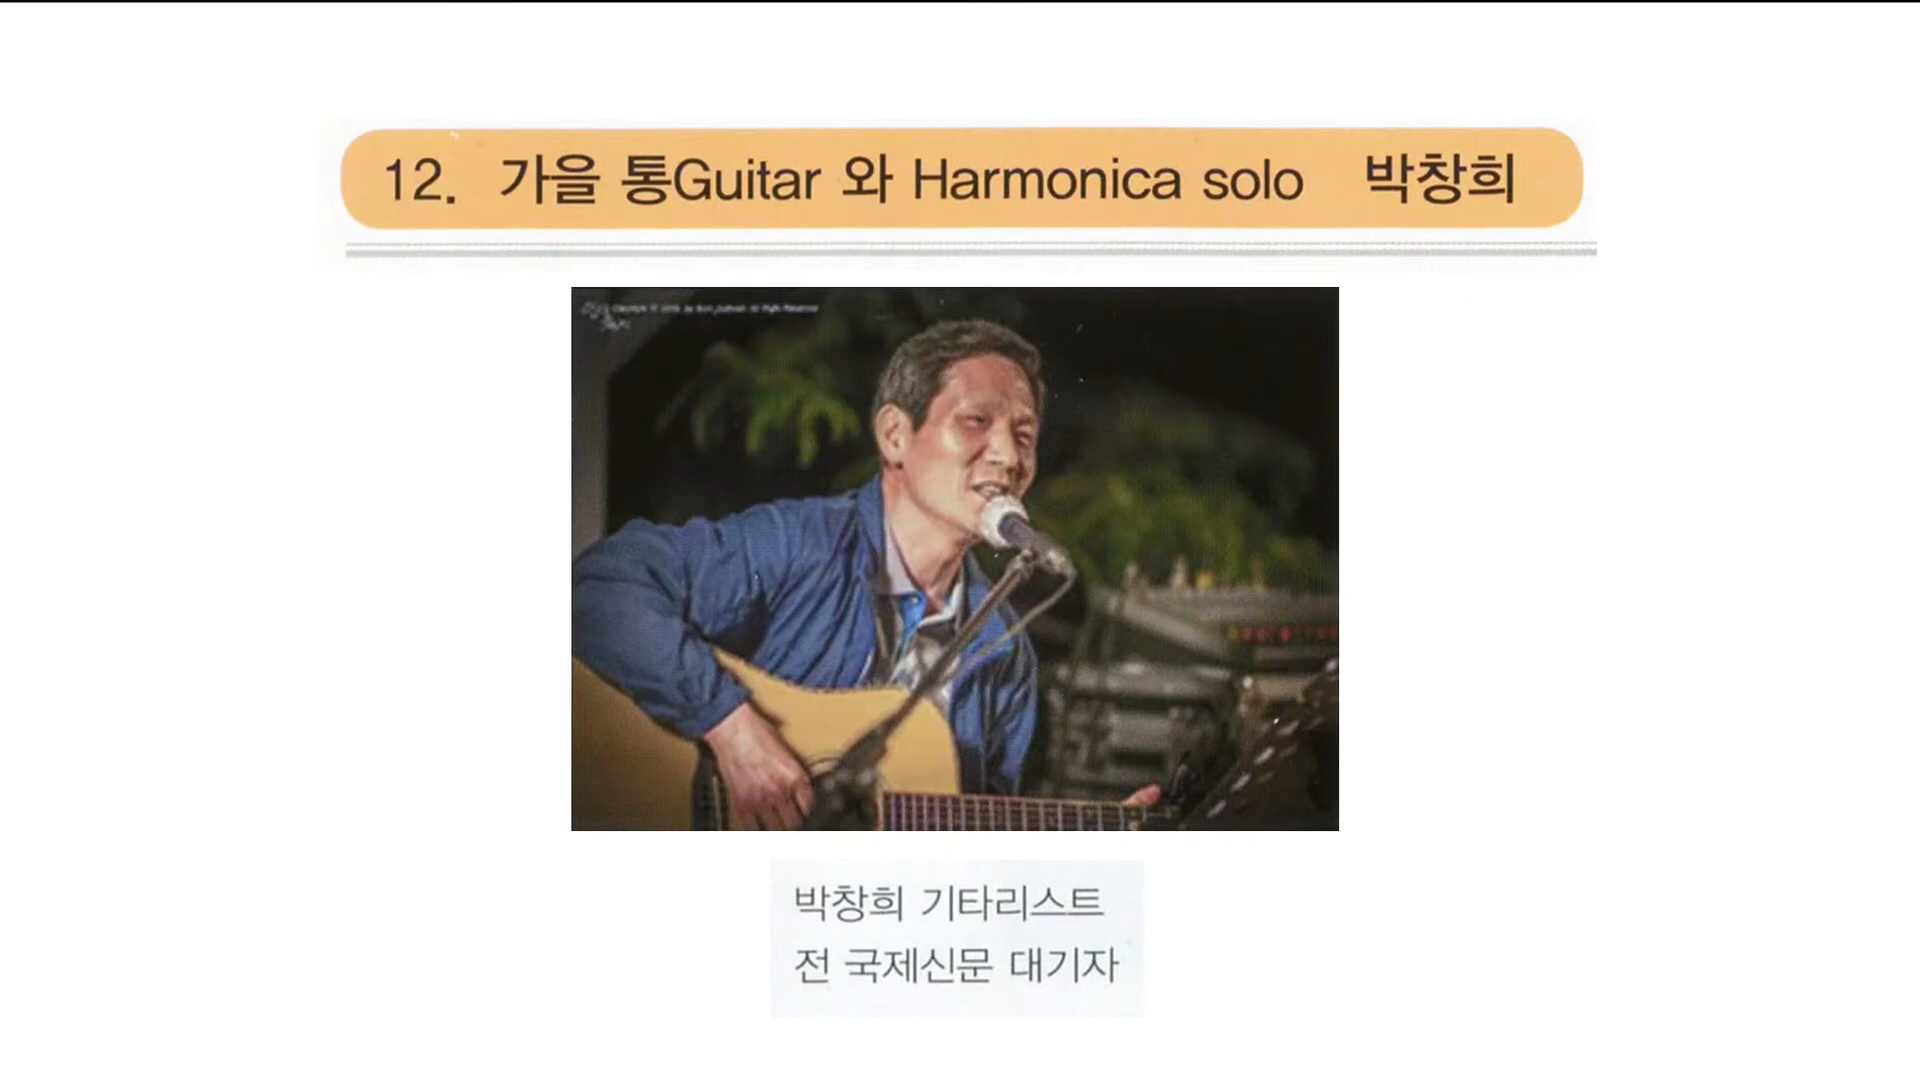 12. 가을 통Guitar 와 Harmonica solo 박창희
박창희 기타리스트
전 국제신문 대기자